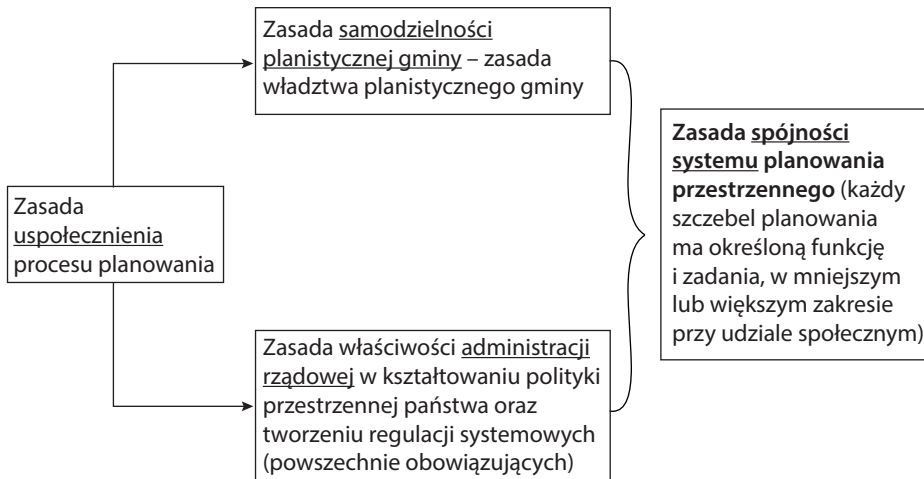 Zasada samodzielności
planistycznej gminy – zasada
władztwa planistycznego gminy
Zasada
uspołecznienia
procesu planowania
Zasada spójności
systemu planowania
przestrzennego (każdy
szczebel planowania
ma określoną funkcję
i zadania, w mniejszym
lub większym zakresie
przy udziale społecznym)
Zasada właściwości administracji
rządowej w kształtowaniu polityki
przestrzennej państwa oraz
tworzeniu regulacji systemowych
(powszechnie obowiązujących)